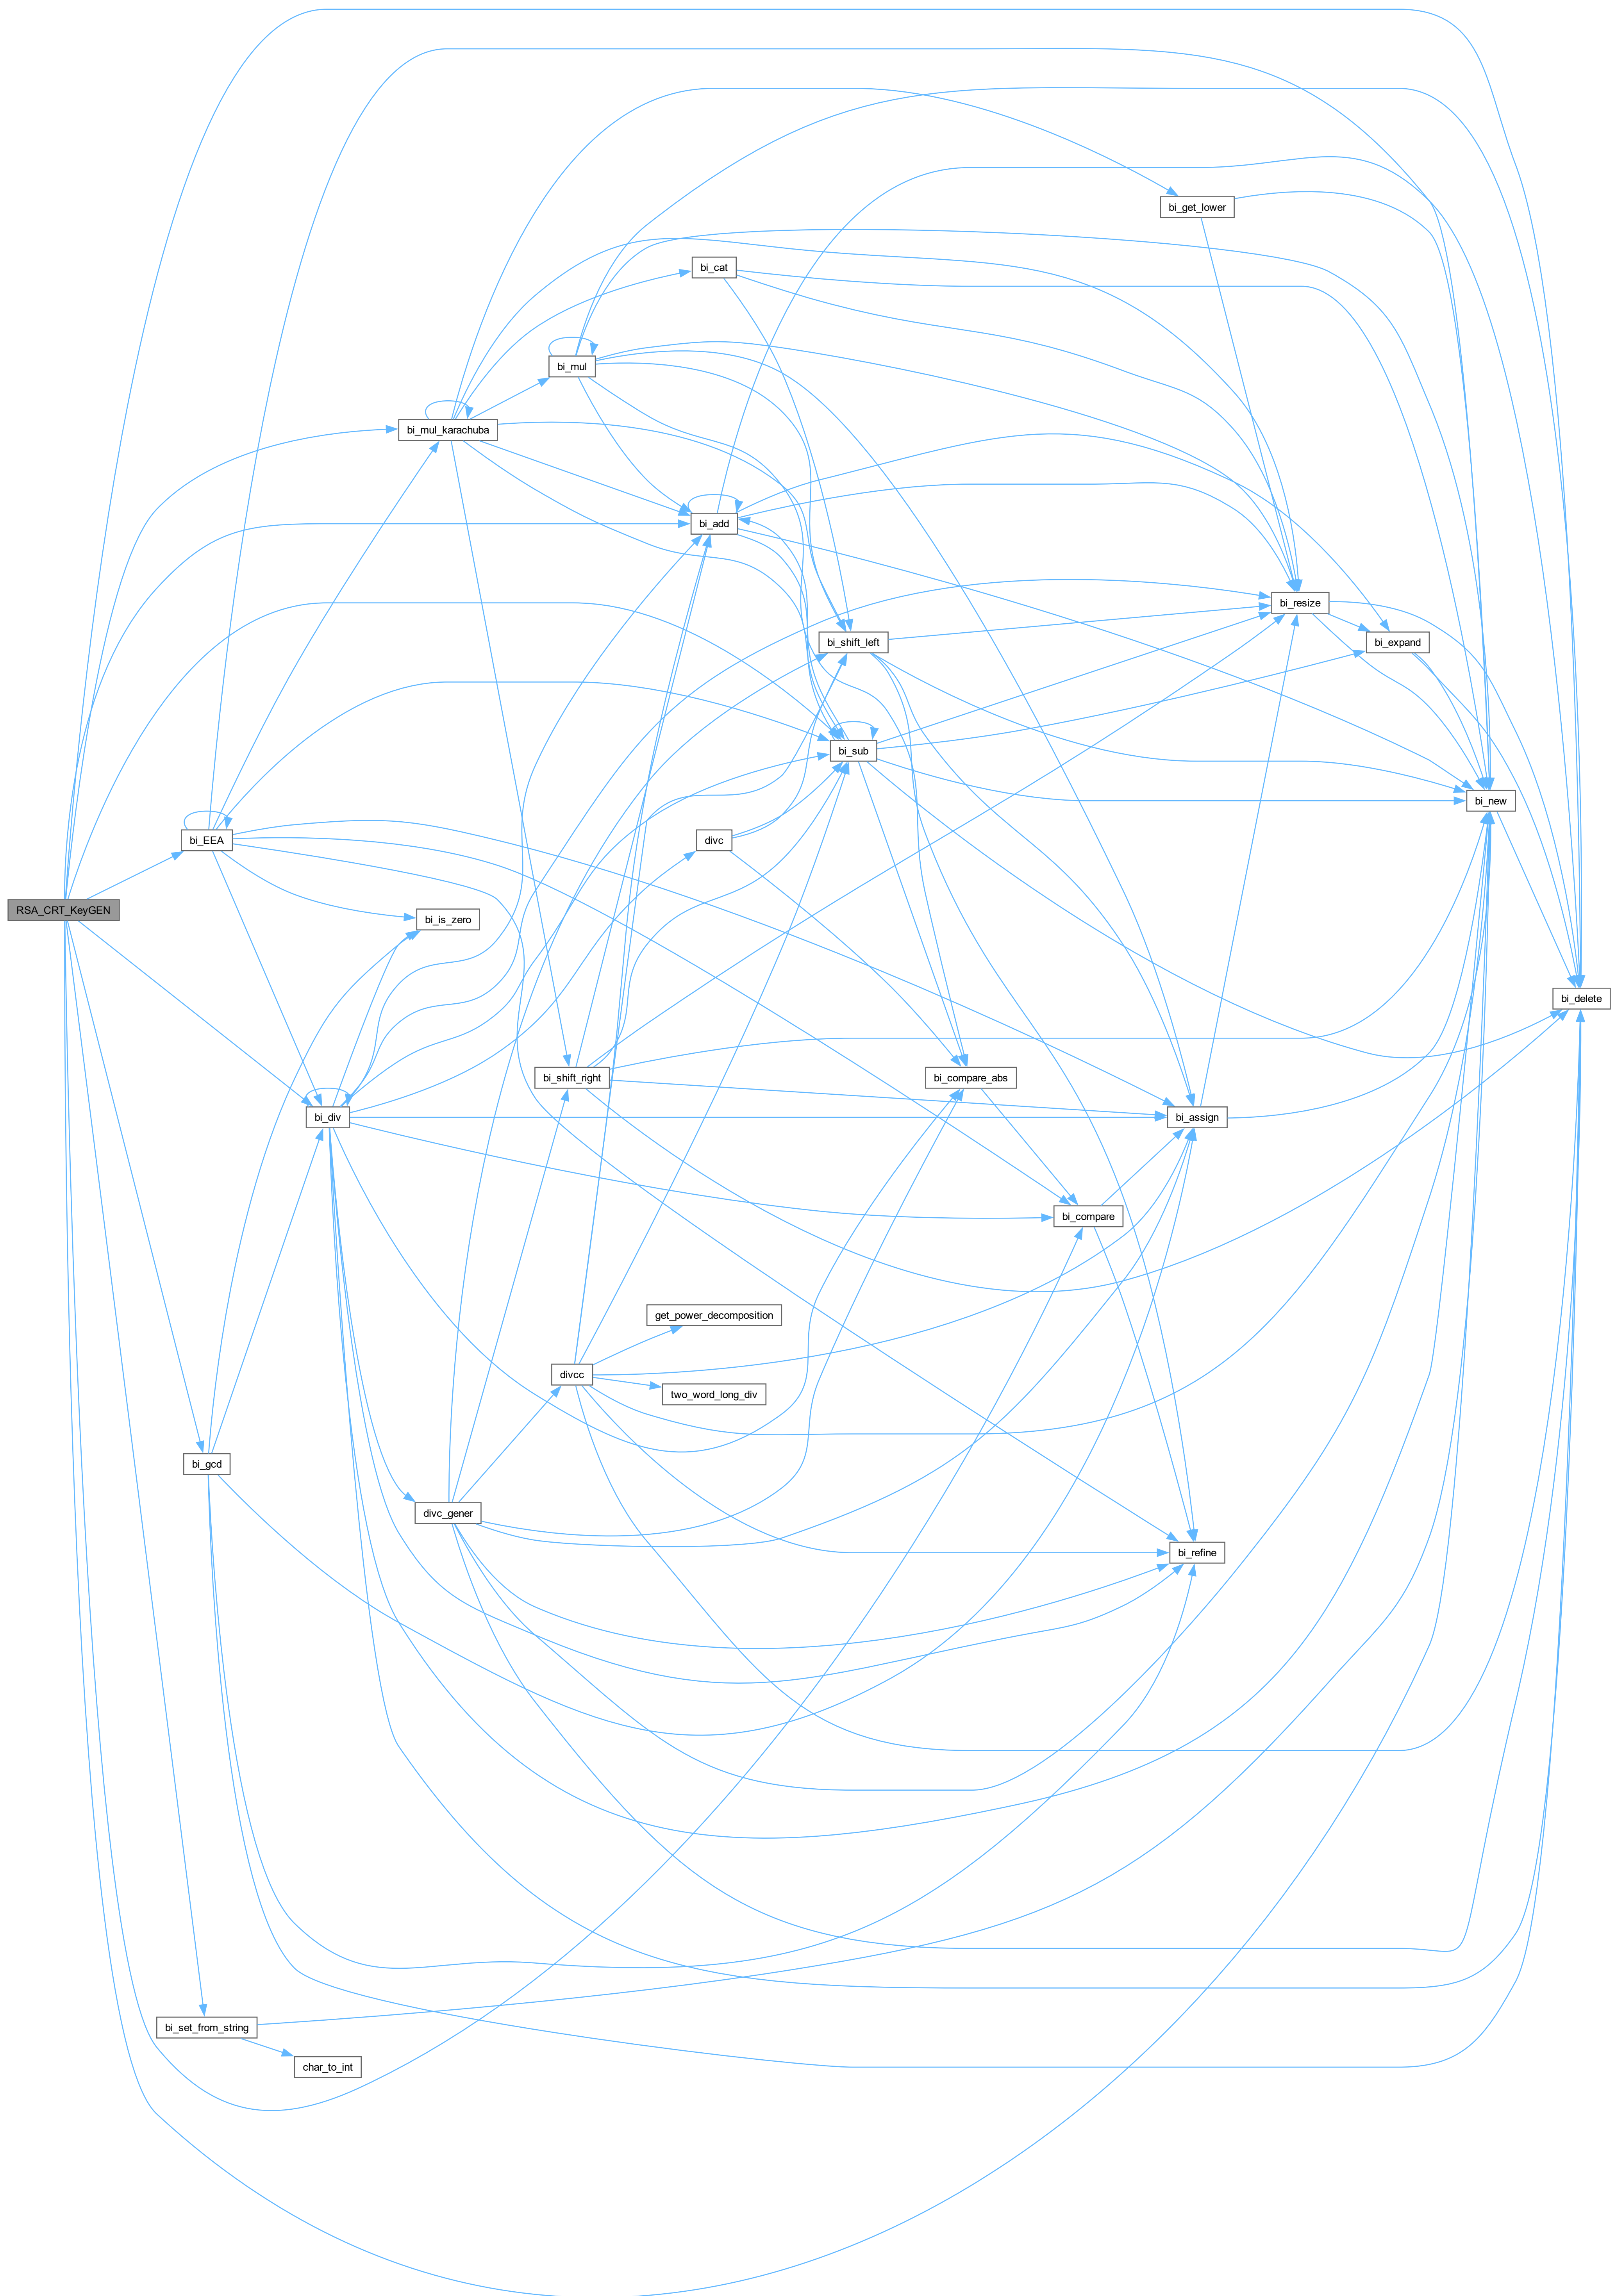 bi_get_lower
bi_cat
bi_mul
bi_mul_karachuba
bi_add
bi_resize
bi_shift_left
bi_expand
bi_sub
bi_new
bi_EEA
divc
RSA_CRT_KeyGEN
bi_is_zero
bi_delete
bi_shift_right
bi_compare_abs
bi_div
bi_assign
bi_compare
get_power_decomposition
divcc
two_word_long_div
bi_gcd
divc_gener
bi_refine
bi_set_from_string
char_to_int